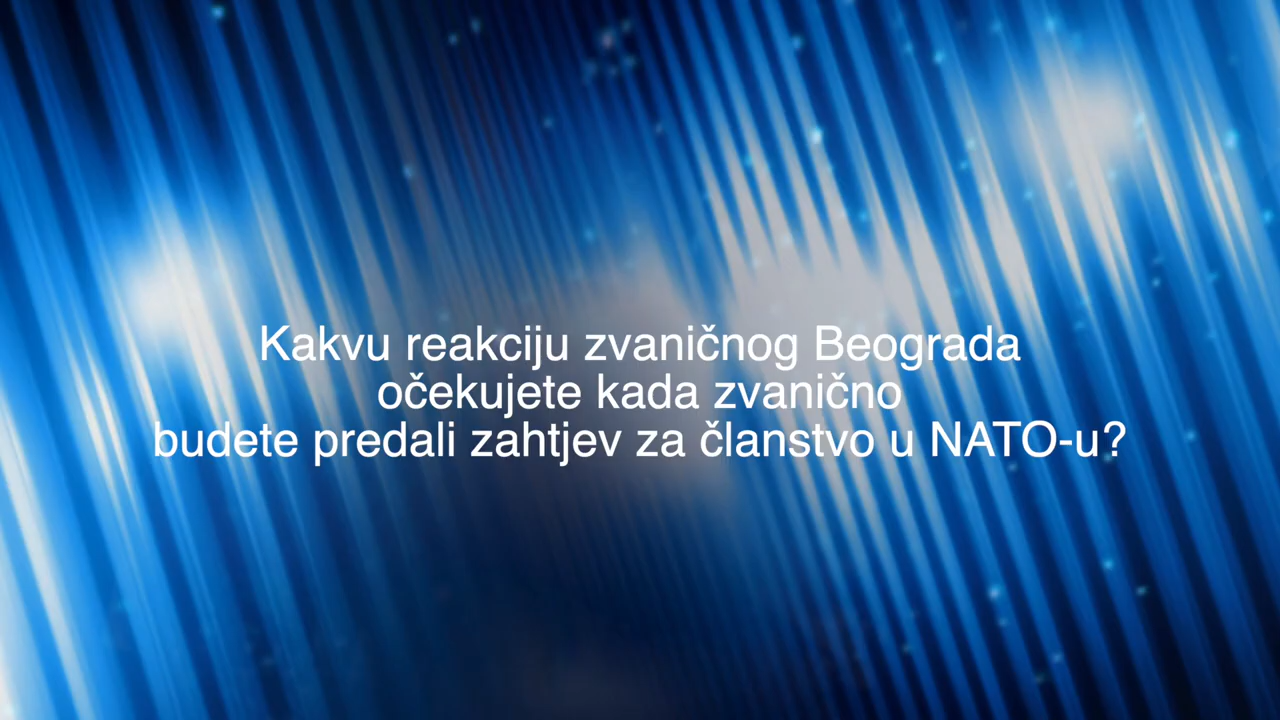 Kakvu reakciju zvaničnog Beograda
očekujete kada zvanično
budete predali zahtjev za članstvo u NATO-u?